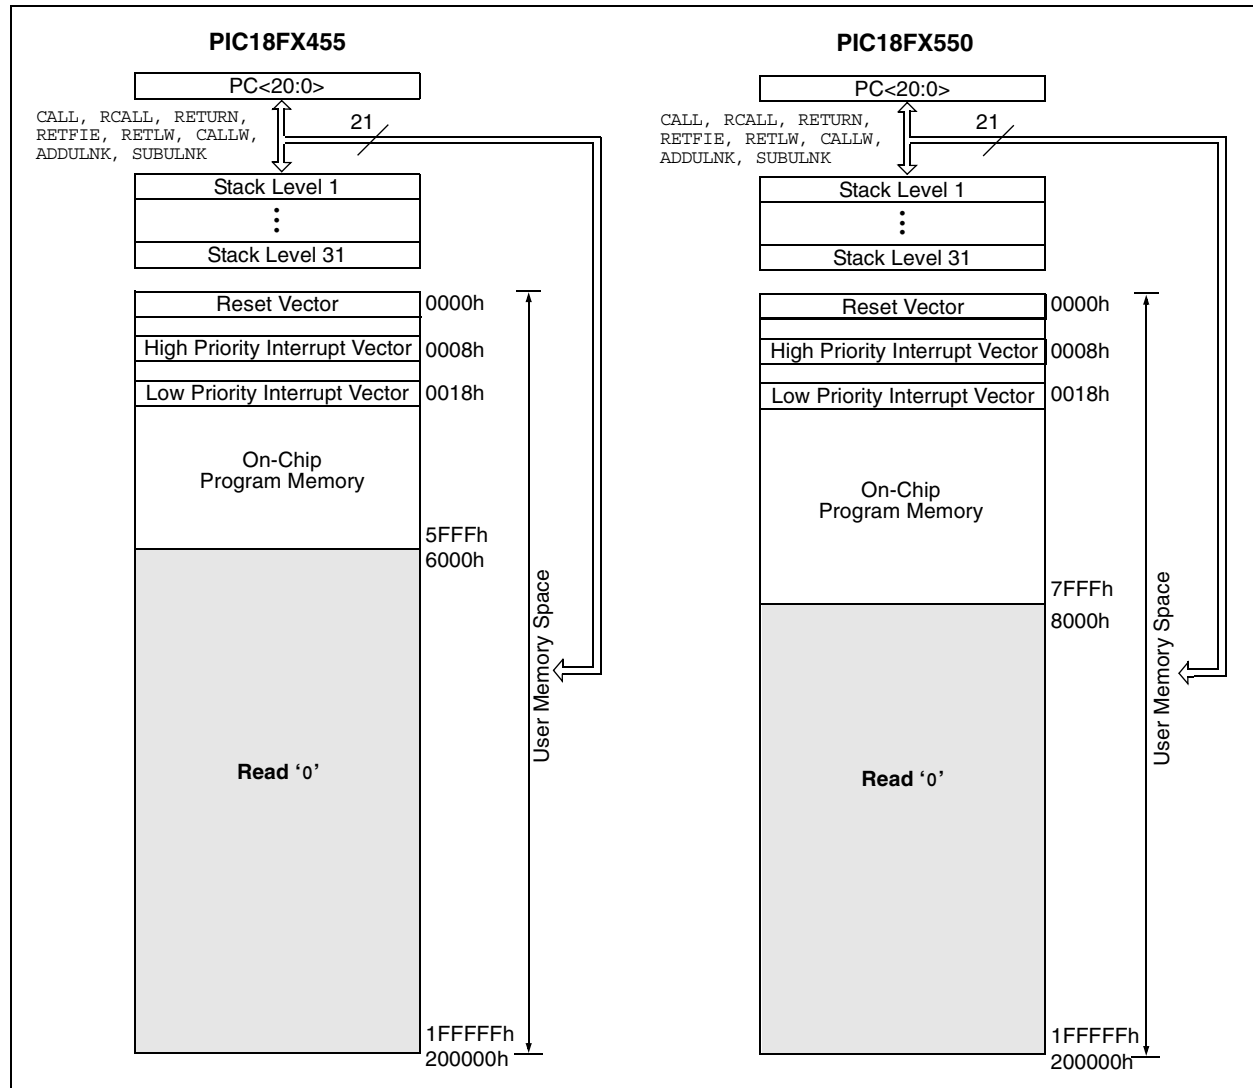 PIC18FX455
PC<20:0>
CALL, RCALL, RETURN,
RETFIE, RETLW, CALLW,
ADDULNK, SUBULNK
21
Stack Level 1
Stack Level 31
Reset Vector
0000h
High Priority Interrupt Vector
0008h
Low Priority Interrupt Vector
0018h
On-Chip
Program Memory
5FFFh
6000h
Read ‘0’
User Memory Space
1FFFFFh
200000h
PIC18FX550
PC<20:0>
CALL, RCALL, RETURN,
RETFIE, RETLW, CALLW,
ADDULNK, SUBULNK
21
Stack Level 1
Stack Level 31
Reset Vector
0000h
High Priority Interrupt Vector
0008h
Low Priority Interrupt Vector
0018h
On-Chip
Program Memory
7FFFh
8000h
Read ‘0’
User Memory Space
1FFFFFh
200000h